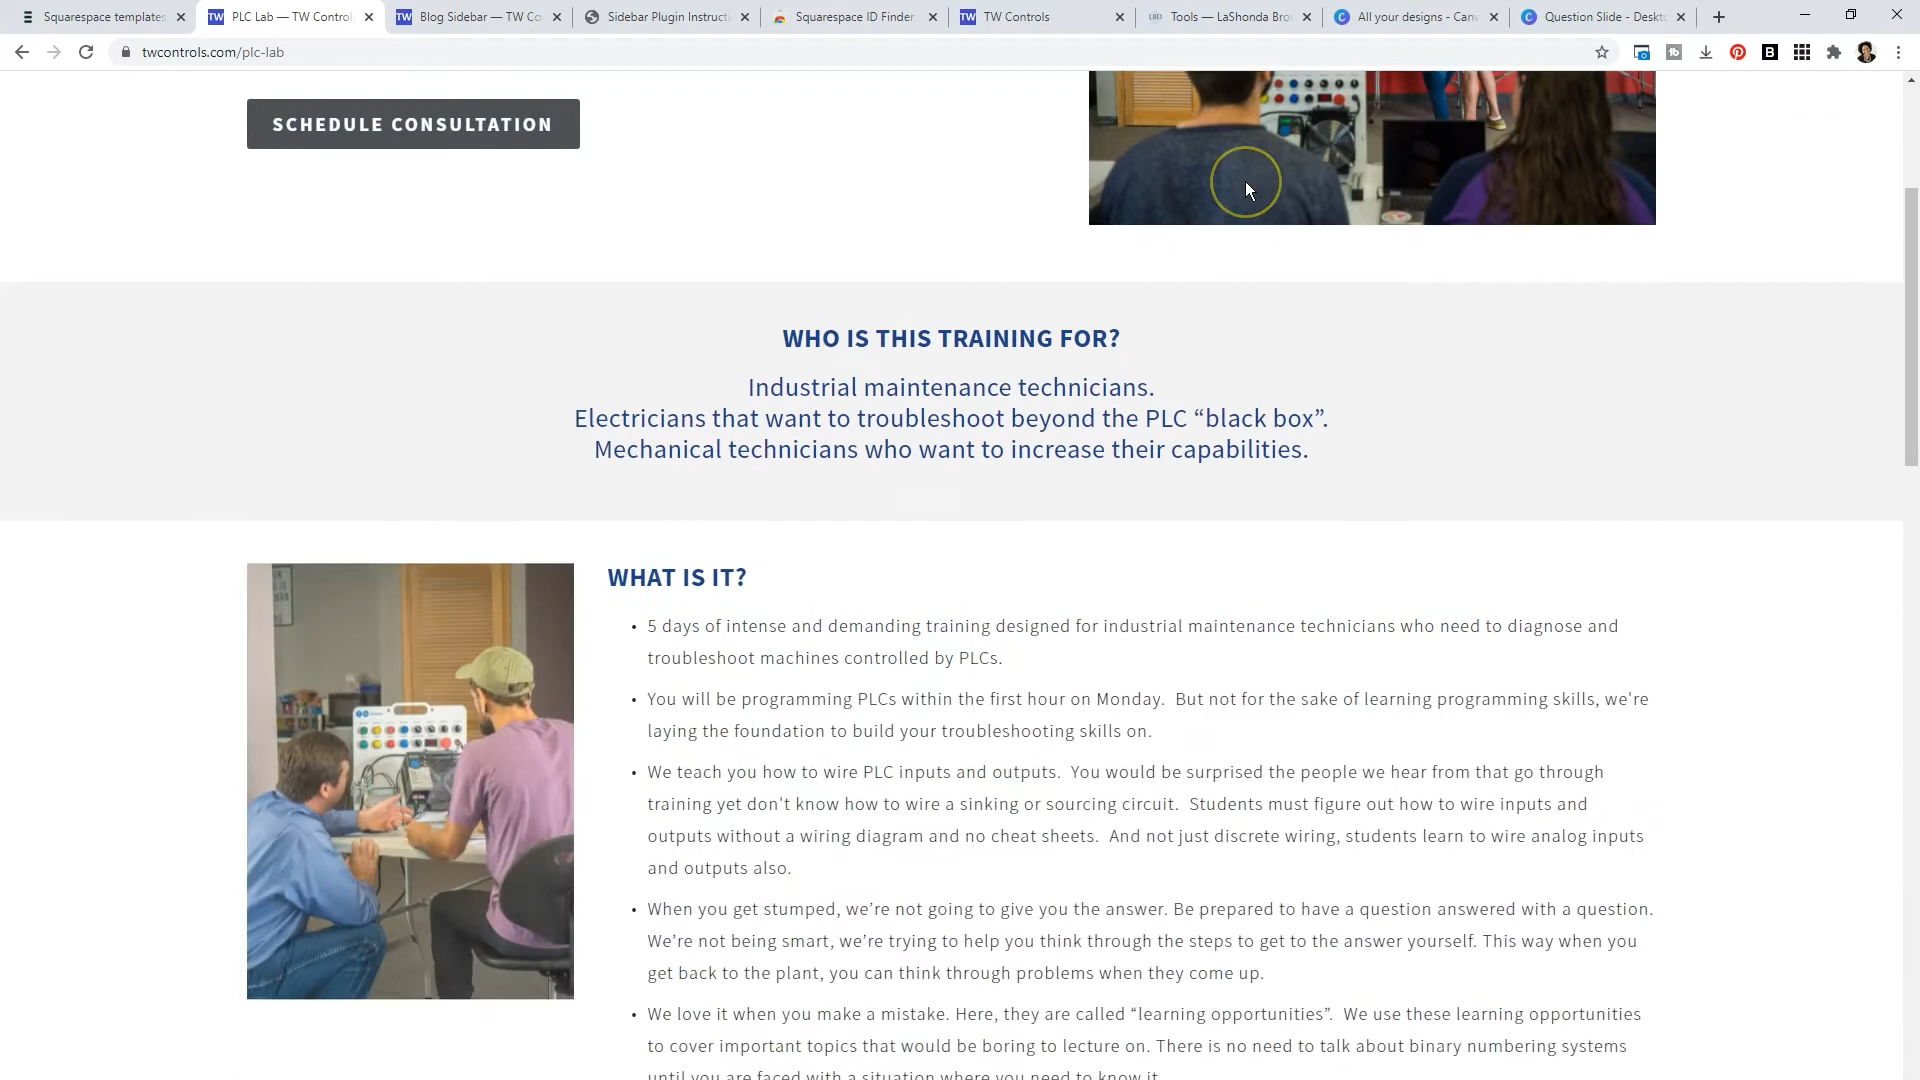 Squarespace templates
PLC Lab — TW Control
Blog Sidebar — TW Co
Sidebar Plugin Instruct
Squarespace ID Finder
TW Controls
Tools — LaShonda Bro
All your designs - Canv
Question Slide - Deskto
twcontrols.com/plc-lab
SCHEDULE CONSULTATION
WHO IS THIS TRAINING FOR?
Industrial maintenance technicians.
Electricians that want to troubleshoot beyond the PLC “black box”.
Mechanical technicians who want to increase their capabilities.
WHAT IS IT?
• 5 days of intense and demanding training designed for industrial maintenance technicians who need to diagnose and
troubleshoot machines controlled by PLCs.
• You will be programming PLCs within the first hour on Monday.  But not for the sake of learning programming skills, we're
laying the foundation to build your troubleshooting skills on.
• We teach you how to wire PLC inputs and outputs.  You would be surprised the people we hear from that go through
training yet don't know how to wire a sinking or sourcing circuit.  Students must figure out how to wire inputs and
outputs without a wiring diagram and no cheat sheets.  And not just discrete wiring, students learn to wire analog inputs
and outputs also.
• When you get stumped, we’re not going to give you the answer. Be prepared to have a question answered with a question.
We’re not being smart, we’re trying to help you think through the steps to get to the answer yourself. This way when you
get back to the plant, you can think through problems when they come up.
• We love it when you make a mistake. Here, they are called “learning opportunities”.  We use these learning opportunities
to cover important topics that would be boring to lecture on. There is no need to talk about binary numbering systems
until you are faced with a situation where you need to know it.